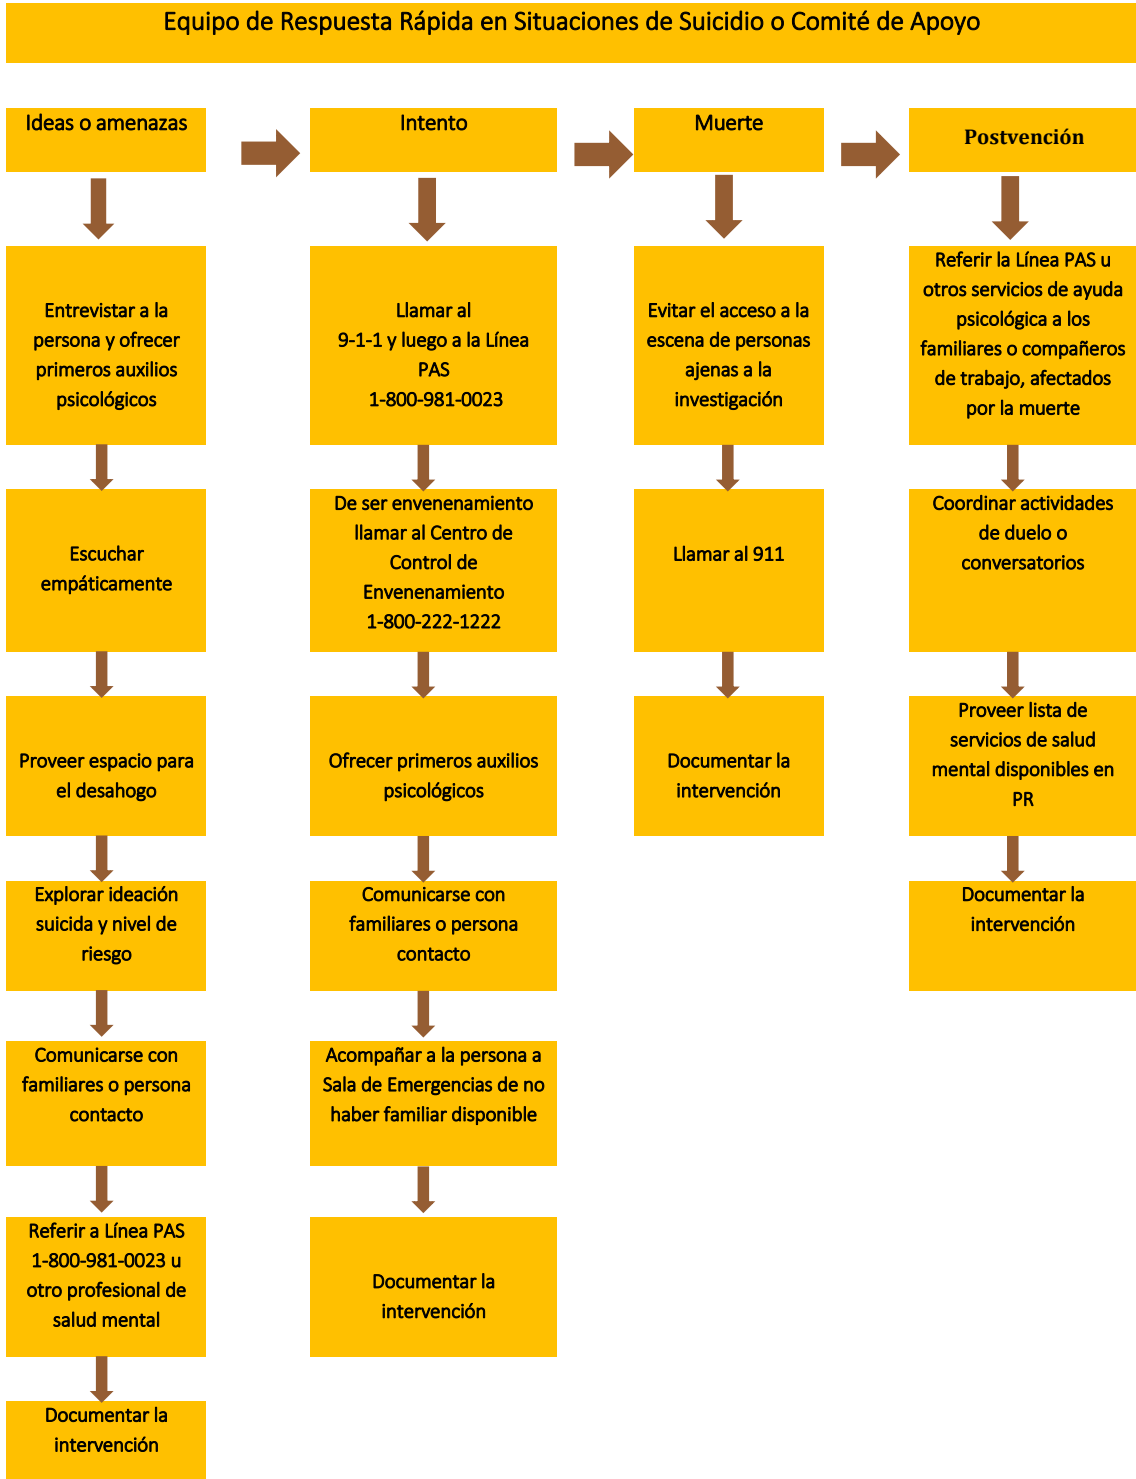 Equipo de Respuesta Rápida en Situaciones de Suicidio o Comité de Apoyo
Ideas o amenazas
Entrevistar a la
persona y ofrecer
primeros auxilios
psicológicos
Escuchar
empáticamente
Proveer espacio para
el desahogo
Explorar ideación
suicida y nivel de
riesgo
Comunicarse con
familiares o persona
contacto
Referir a Línea PAS
1-800-981-0023 u
otro profesional de
salud mental
Documentar la
intervención
Intento
Llamar al
9-1-1 y luego a la Línea
PAS
1-800-981-0023
De ser envenenamiento
llamar al Centro de
Control de
Envenenamiento
1-800-222-1222
Ofrecer primeros auxilios
psicológicos
Comunicarse con
familiares o persona
contacto
Acompañar a la persona a
Sala de Emergencias de no
haber familiar disponible
Documentar la
intervención
Muerte
Evitar el acceso a la
escena de personas
ajenas a la
investigación
Llamar al 911
Documentar la
intervención
Postvención
Referir la Línea PAS u
otros servicios de ayuda
psicológica a los
familiares o compañeros
de trabajo, afectados
por la muerte
Coordinar actividades
de duelo o
conversatorios
Proveer lista de
servicios de salud
mental disponibles en
PR
Documentar la
intervención